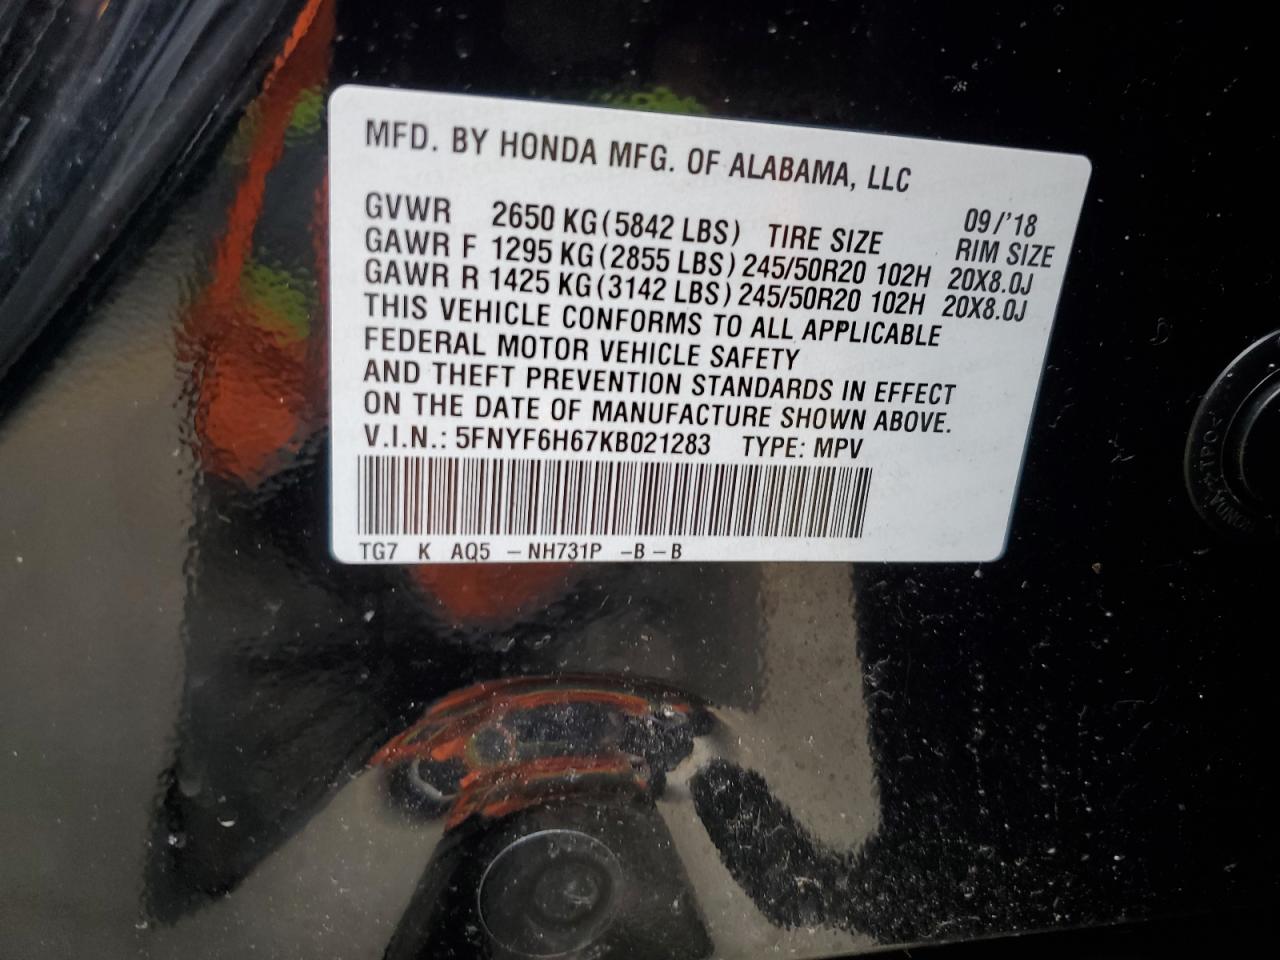 MFD. BY HONDA MFG. OF ALABAMA, LLC
09/'18
GVWR 2650 KG(5842 LBS) TIRE SIZE RIM SIZE
GAWR F 1295 KG(2855 LBS) 245/50R20 102H 20X8.0J
GAWR R 1425 KG(3142 LBS) 245/50R20 102H 20X8.0J
THIS VEHICLE CONFORMS TO ALL APPLICABLE
FEDERAL MOTOR VEHICLE SAFETY
AND THEFT PREVENTION STANDARDS IN EFFECT
ON THE DATE OF MANUFACTURE SHOWN ABOVE.
V.I.N.: 5FNYF6H67KB021283 TYPE: MPV
TG7 K AQ5 - NH731P -B-B